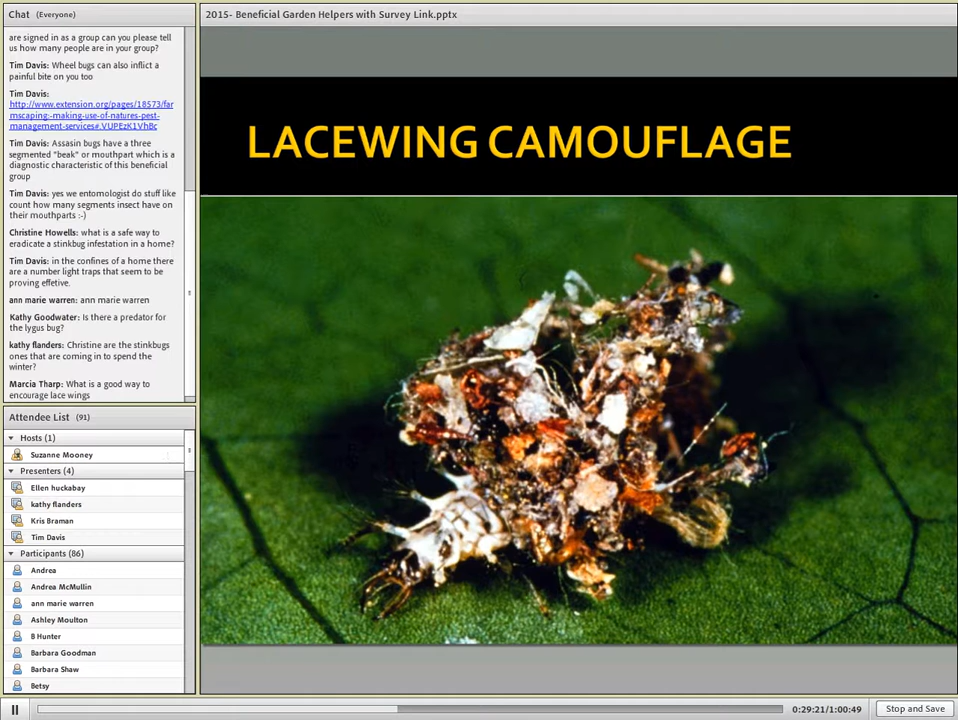 Chat (Everyone)
are signed in as a group can you please tell
us how many people are in your group?
Tim Davis: Wheel bugs can also inflict a
painful bite on you too
Tim Davis:
http://www.extension.org/pages/18573/far
mscaping:-making-use-of-natures-pest-
management-services#.VUPEzK1VhBc
Tim Davis: Assasin bugs have a three
segmented "beak" or mouthpart which is a
diagnostic characteristic of this beneficial
group
Tim Davis: yes we entomologist do stuff like
count how many segments insect have on
their mouthparts :-)
Christine Howells: what is a safe way to
eradicate a stinkbug infestation in a home?
Tim Davis: in the confines of a home there
are a number light traps that seem to be
proving effetive.
ann marie warren: ann marie warren
Kathy Goodwater: Is there a predator for
the lygus bug?
kathy flanders: Christine are the stinkbugs
ones that are coming in to spend the
winter?
Marcia Tharp: What is a good way to
encourage lace wings
Attendee List (91)
Hosts (1)
Suzanne Mooney
Presenters (4)
Ellen huckabay
kathy flanders
Kris Braman
Tim Davis
Participants (86)
Andrea
Andrea McMullin
ann marie warren
Ashley Moulton
B Hunter
Barbara Goodman
Barbara Shaw
Betsy
2015- Beneficial Garden Helpers with Survey Link.pptx
LACEWING CAMOUFLAGE
0:29:21/1:00:49
Stop and Save